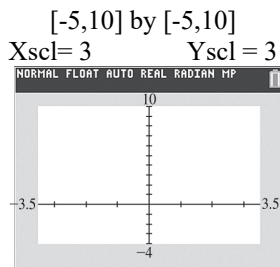 [-5,10] by [-5,10]
Xscl= 3 Yscl = 3
NORMAL FLOAT AUTO REAL RADIAN MP
10
-3.5 3.5
-4